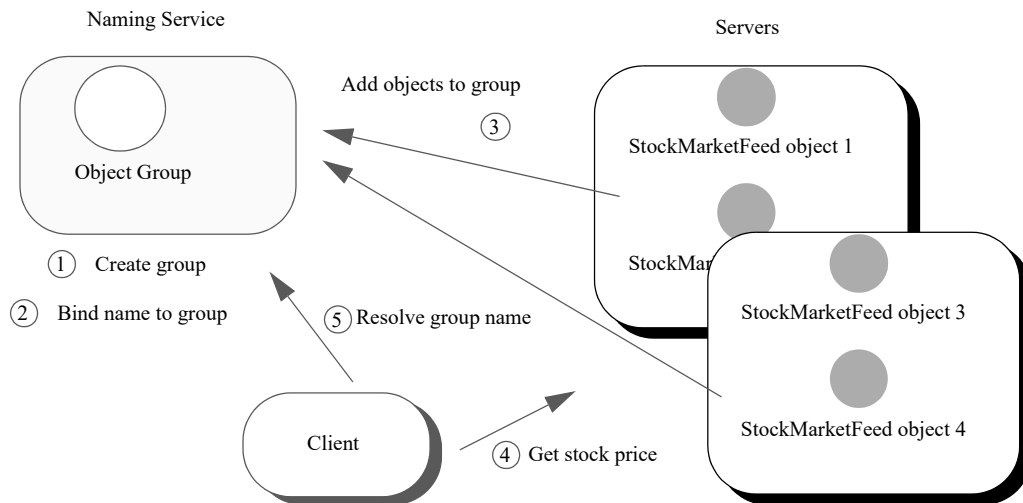 Naming Service
Servers
Add objects to group
3
StockMarketFeed object 1
Object Group
StockMar
1 Create group
StockMarketFeed object 3
2 Bind name to group
5 Resolve group name
StockMarketFeed object 4
Client
4 Get stock price